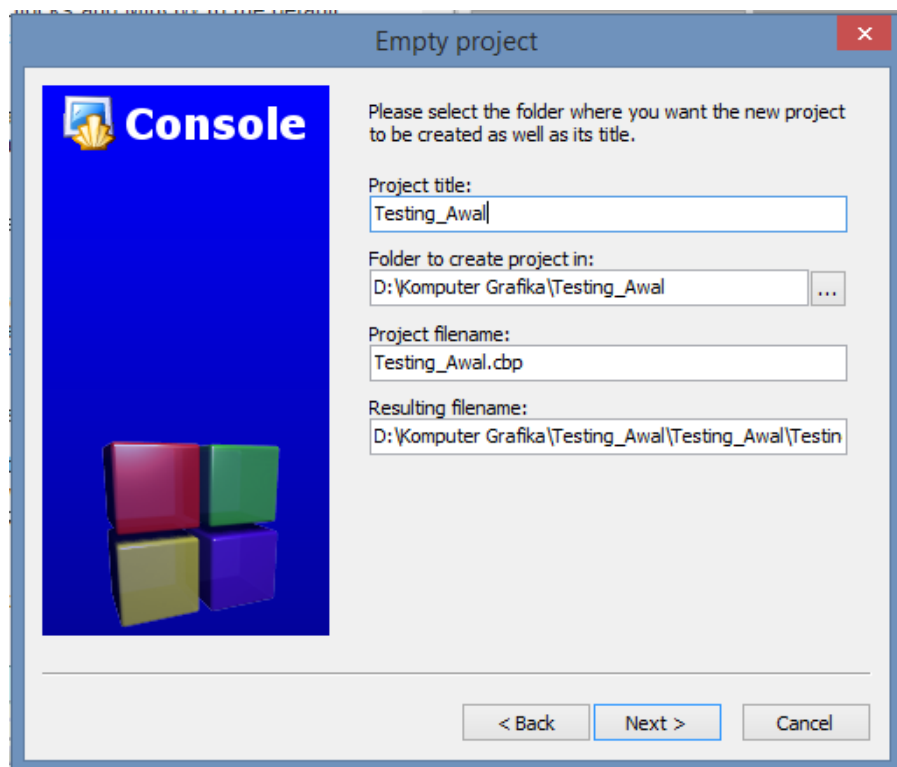 Empty project
Console
Please select the folder where you want the new project
to be created as well as its title.
Project title:
Testing_Awal
Folder to create project in:
D:\Komputer Grafika\Testing_Awal
...
Project filename:
Testing_Awal.cbp
Resulting filename:
D:\Komputer Grafika\Testing_Awal\Testing_Awal\Testin
< Back
Next >
Cancel